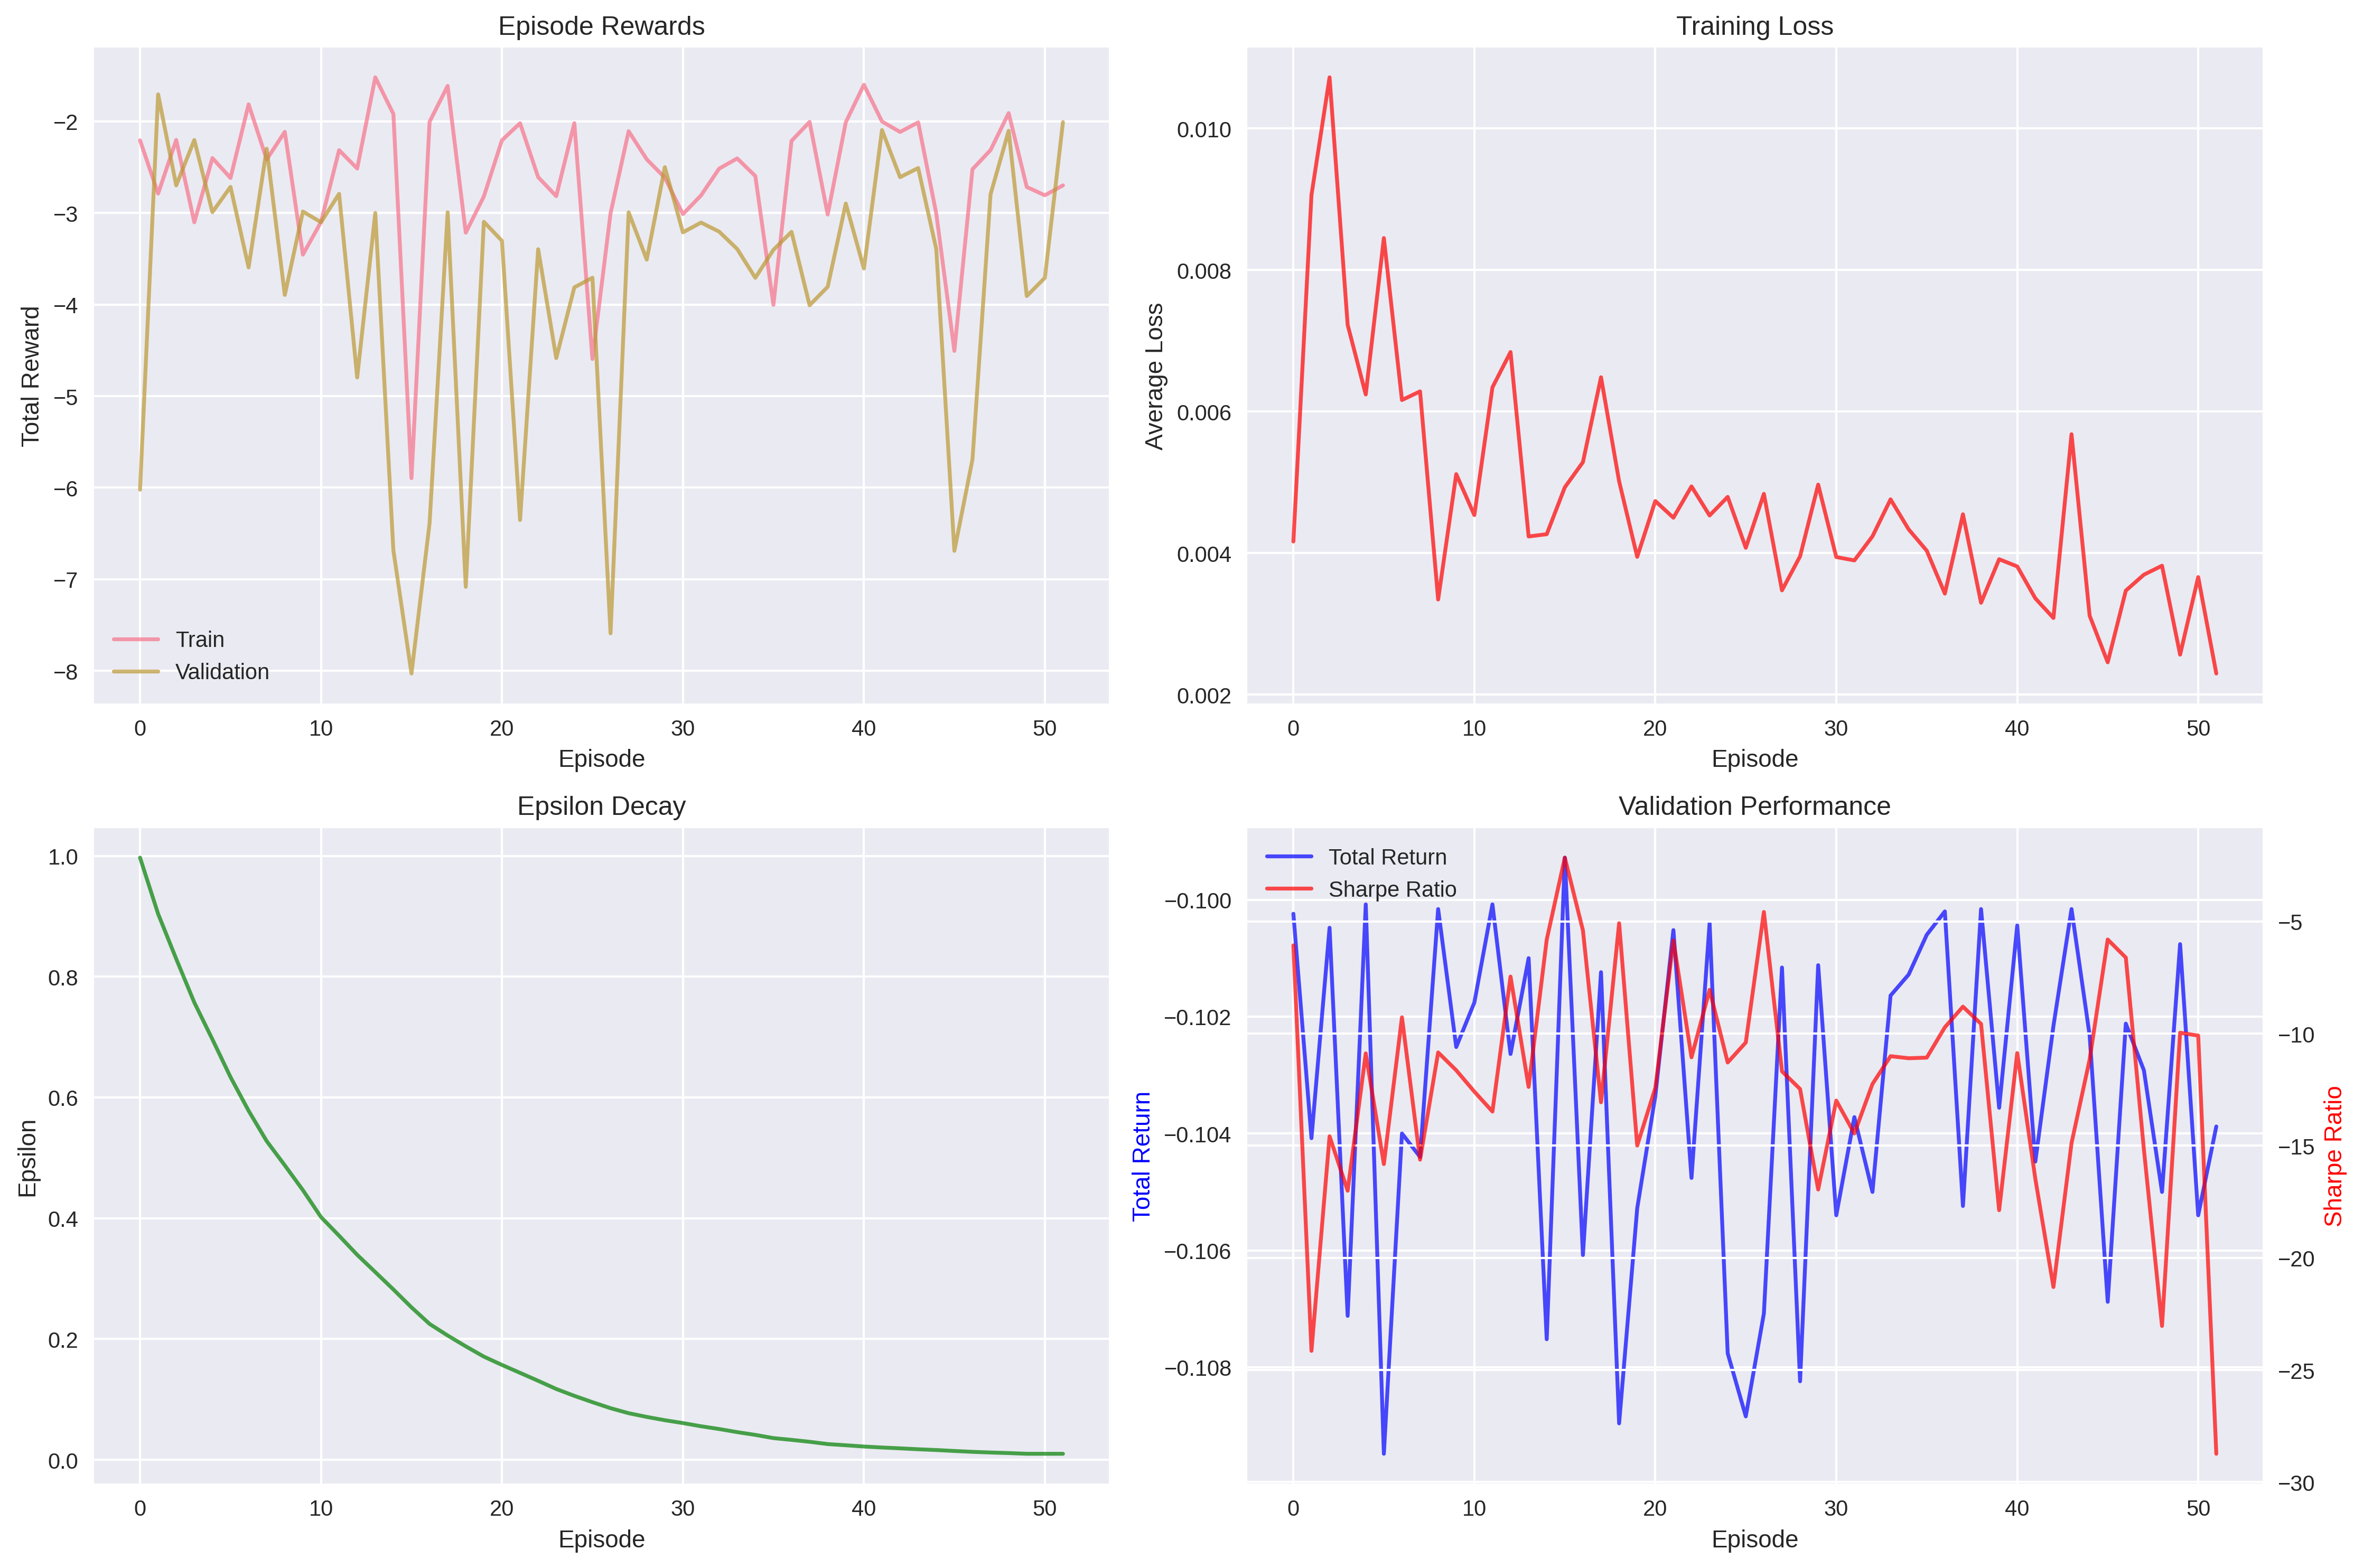 Episode Rewards
Total Reward
−2
−3
−4
−5
−6
−7
−8
Train
Validation
0 10 20 30 40 50
Episode
Training Loss
Average Loss
0.010
0.008
0.006
0.004
0.002
0 10 20 30 40 50
Episode
Epsilon Decay
Epsilon
1.0
0.8
0.6
0.4
0.2
0.0
0 10 20 30 40 50
Episode
Validation Performance
Total Return
−0.100
−0.102
−0.104
−0.106
−0.108
Total Return
Sharpe Ratio
−5
−10
−15
−20
−25
−30
Sharpe Ratio
0 10 20 30 40 50
Episode